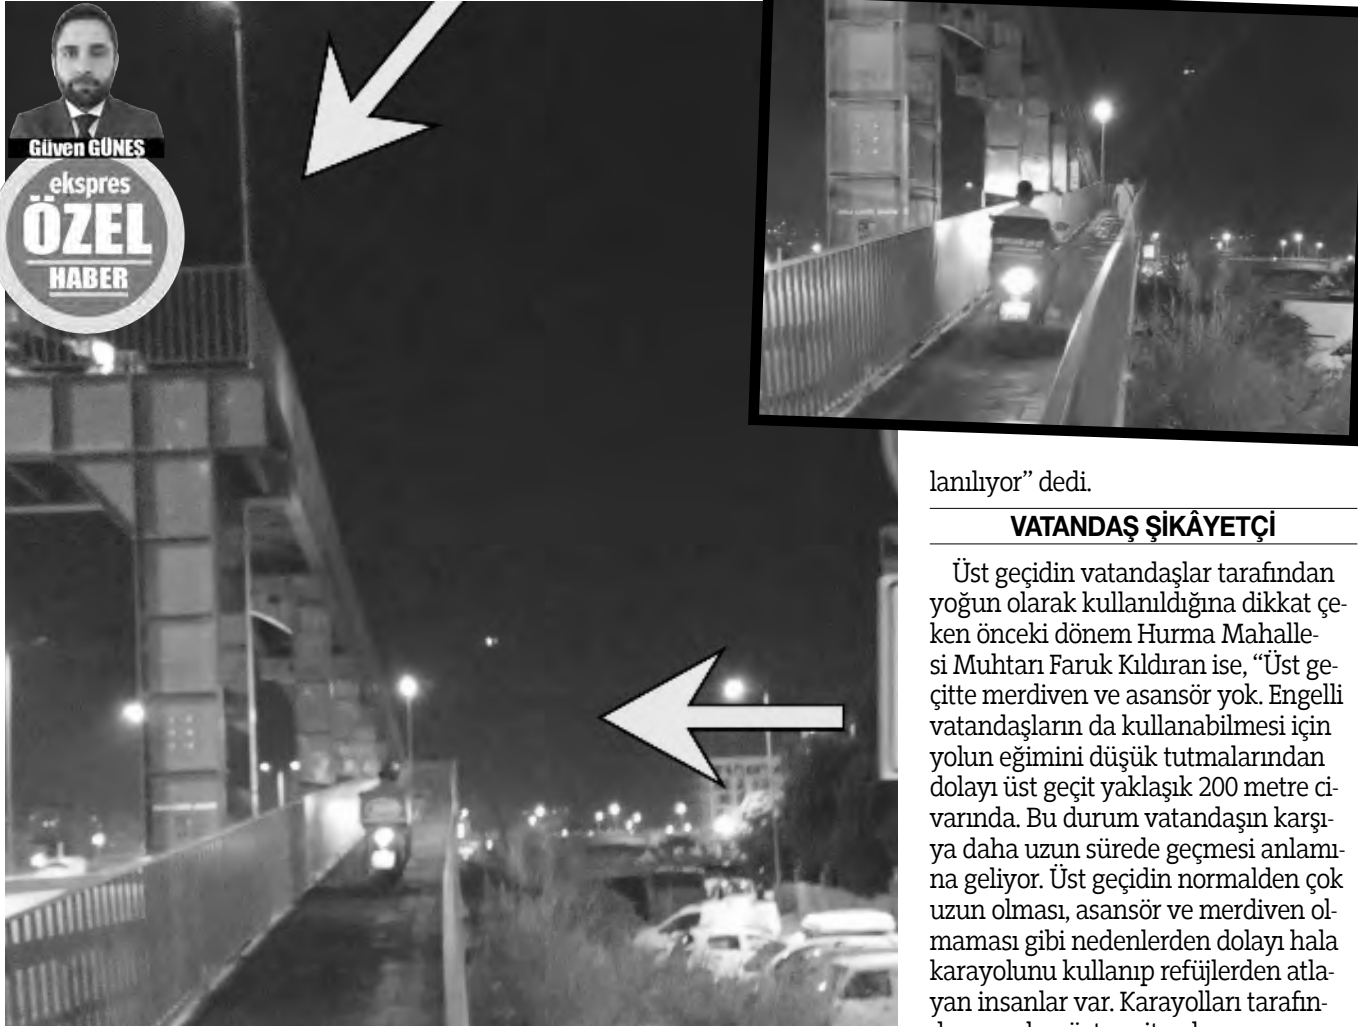 Güven GÜNEŞ
ekspres
ÖZEL
HABER
lanılıyor” dedi.
VATANDAŞ ŞİKÂYETÇİ
Üst geçidin vatandaşlar tarafından
yoğun olarak kullanıldığına dikkat çe-
ken önceki dönem Hurma Mahalle-
si Muhtarı Faruk Kıldıran ise, “Üst ge-
çitte merdiven ve asansör yok. Engelli
vatandaşların da kullanabilmesi için
yolun eğimini düşük tutmalarından
dolayı üst geçit yaklaşık 200 metre ci-
varında. Bu durum vatandaşın karşı-
ya daha uzun sürede geçmesi anlamı-
na geliyor. Üst geçidin normalden çok
uzun olması, asansör ve merdiven ol-
maması gibi nedenlerden dolayı hala
karayolunu kullanıp refüjlerden atla-
yan insanlar var. Karayolları tarafın-